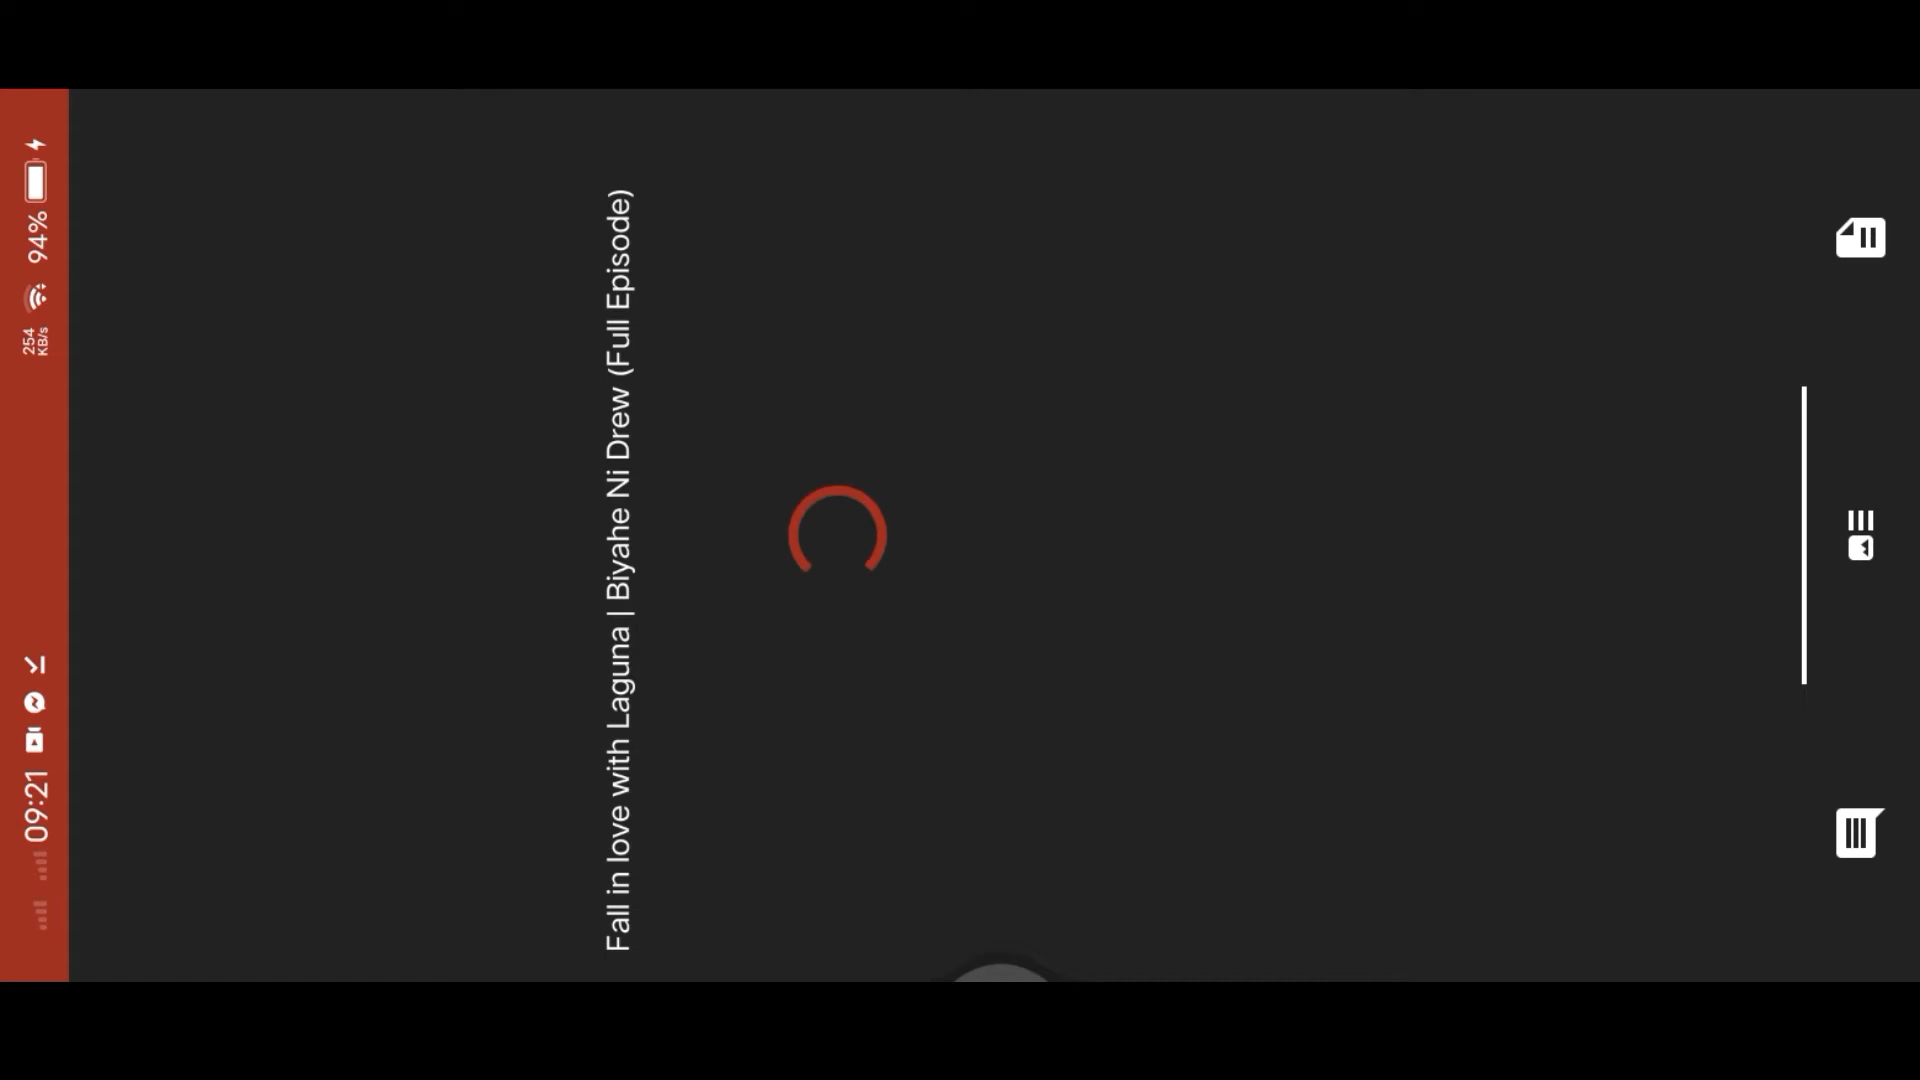 09:21
254
KB/s
94%
Fall in love with Laguna | Biyahe Ni Drew (Full Episode)